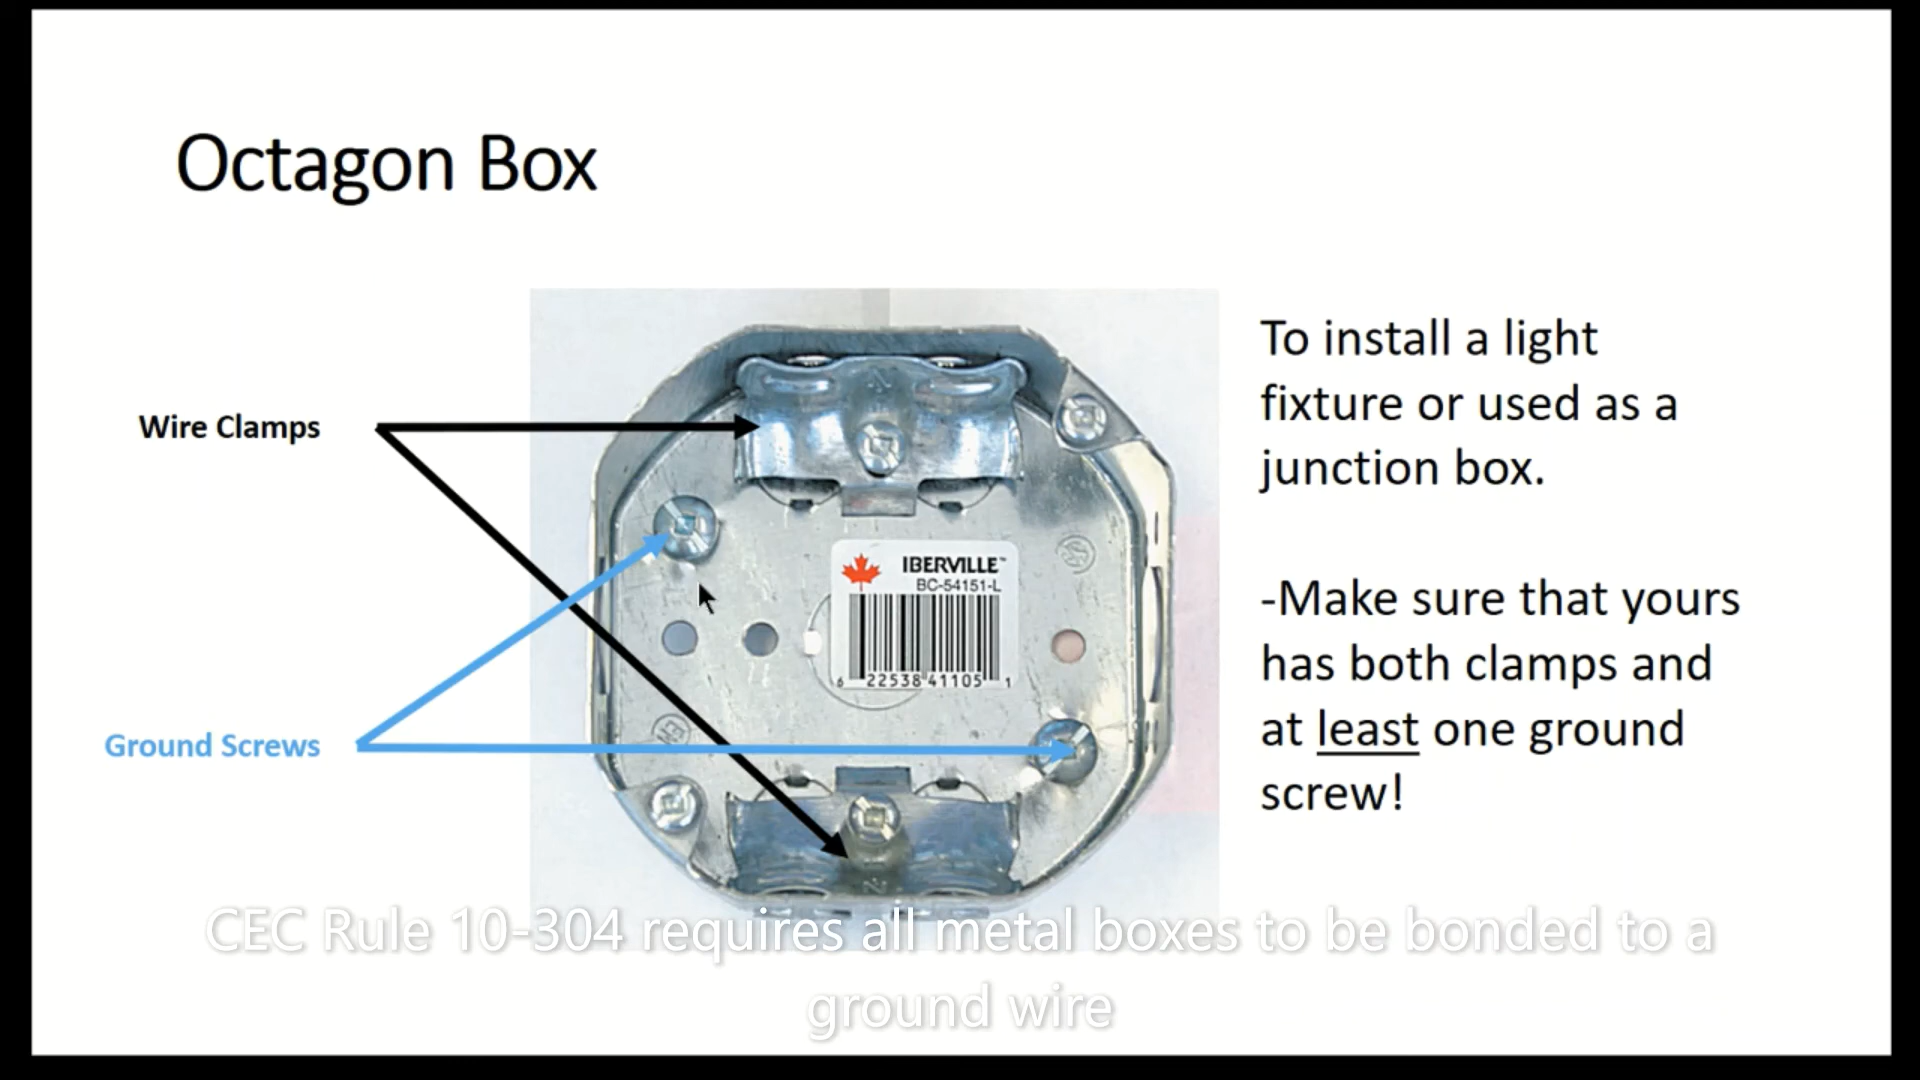 Octagon Box
To install a light
fixture or used as a
junction box.
-Make sure that yours
has both clamps and
at least one ground
screw!
Wire Clamps
Ground Screws
IBERVILLE™
BC-54151-L
6 22538 41105 1
CEC Rule 10-304 requires all metal boxes to be bonded to a
ground wire